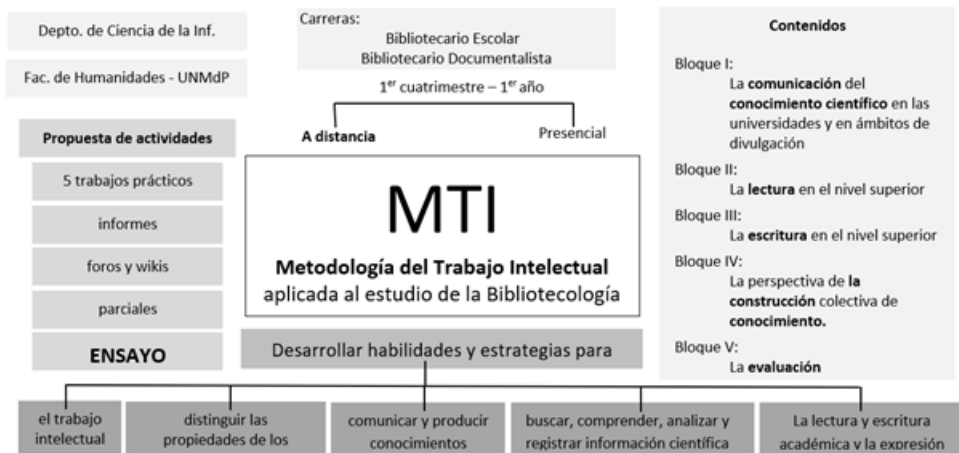 Depto. de Ciencia de la Inf.
Fac. de Humanidades - UNMdP
Carreras:
Bibliotecario Escolar
Bibliotecario Documentalista
1er cuatrimestre – 1er año
A distancia
Presencial
Propuesta de actividades
5 trabajos prácticos
informes
foros y wikis
parciales
ENSAYO
MTI
Metodología del Trabajo Intelectual
aplicada al estudio de la Bibliotecología
Contenidos
Bloque I:
La comunicación del
conocimiento científico en las
universidades y en ámbitos de
divulgación
Bloque II:
La lectura en el nivel superior
Bloque III:
La escritura en el nivel superior
Bloque IV:
La perspectiva de la
construcción colectiva de
conocimiento.
Bloque V:
La evaluación
Desarrollar habilidades y estrategias para
el trabajo
intelectual
distinguir las
propiedades de los
comunicar y producir
conocimientos
buscar, comprender, analizar y
registrar información científica
La lectura y escritura
académica y la expresión